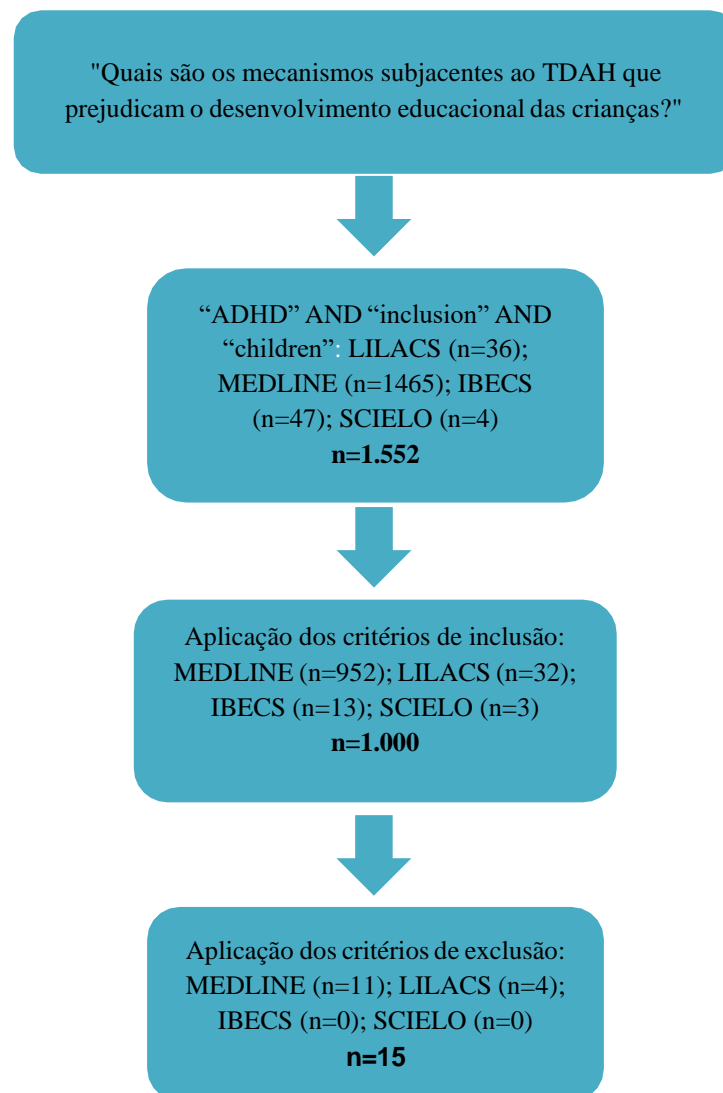 "Quais são os mecanismos subjacentes ao TDAH que
prejudicam o desenvolvimento educacional das crianças?"
“ADHD” AND “inclusion” AND
“children”: LILACS (n=36);
MEDLINE (n=1465); IBECS
(n=47); SCIELO (n=4)
n=1.552
Aplicação dos critérios de inclusão:
MEDLINE (n=952); LILACS (n=32);
IBECS (n=13); SCIELO (n=3)
n=1.000
Aplicação dos critérios de exclusão:
MEDLINE (n=11); LILACS (n=4);
IBECS (n=0); SCIELO (n=0)
n=15